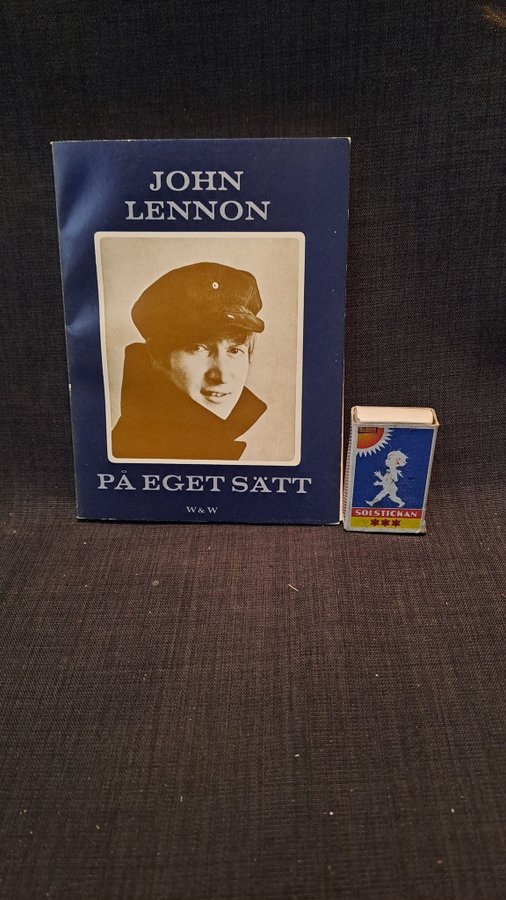 JOHN
LENNON
PÅ EGET SÄTT
W & W
SOLSTICKAN